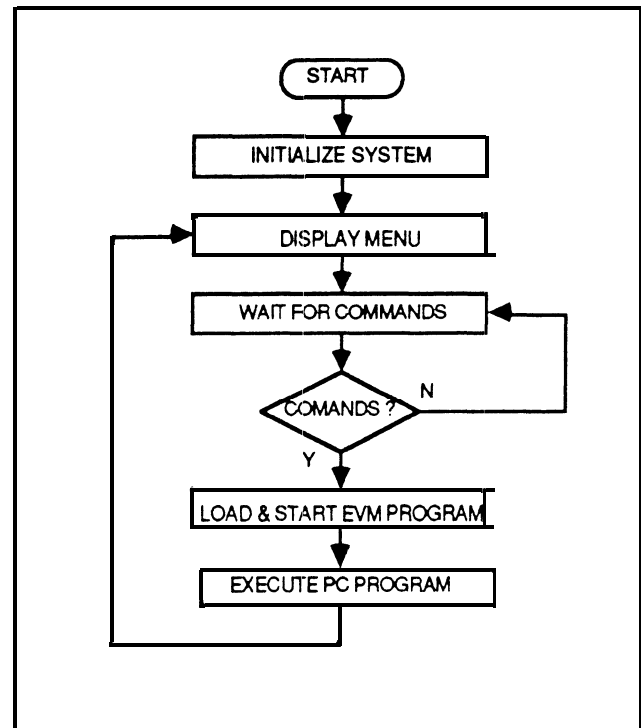 START
INITIALIZE SYSTEM
DISPLAY MENU
WAIT FOR COMMANDS
COMANDS ?
N
Y
LOAD & START EVM PROGRAM
EXECUTE PC PROGRAM